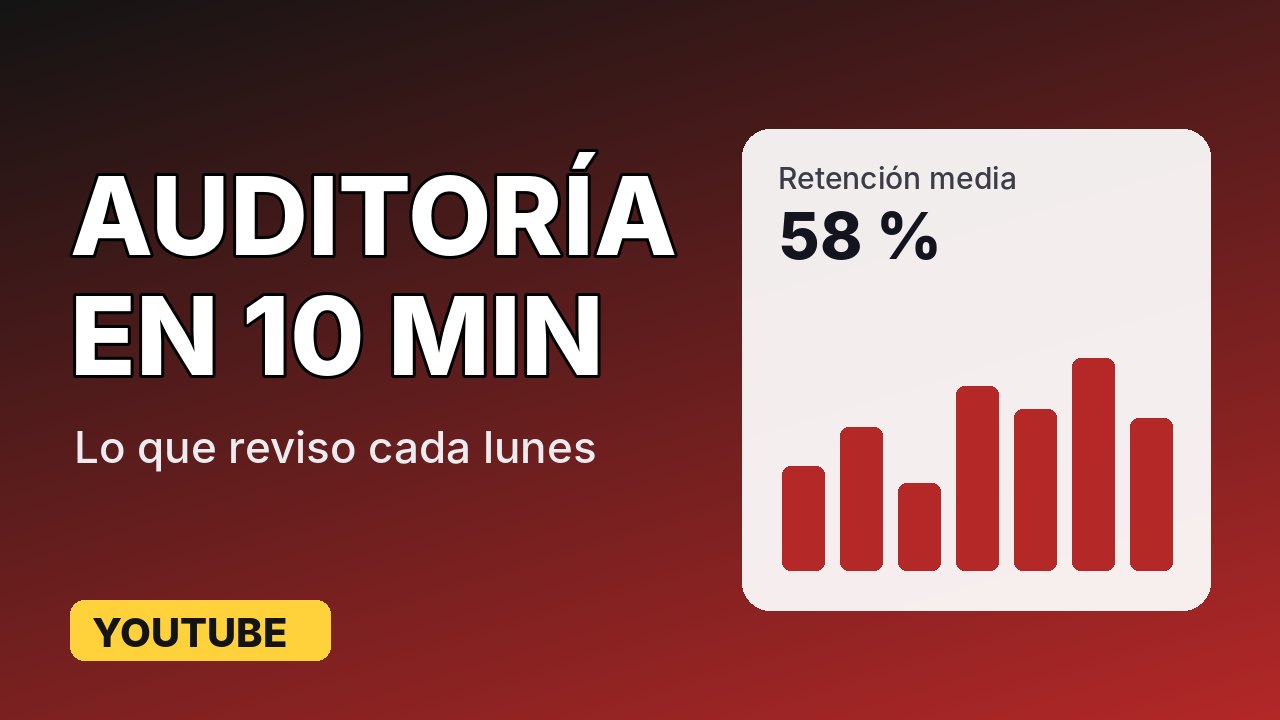 AUDITORÍA
EN 10 MIN
Lo que reviso cada lunes
YOUTUBE
Retención media
58 %